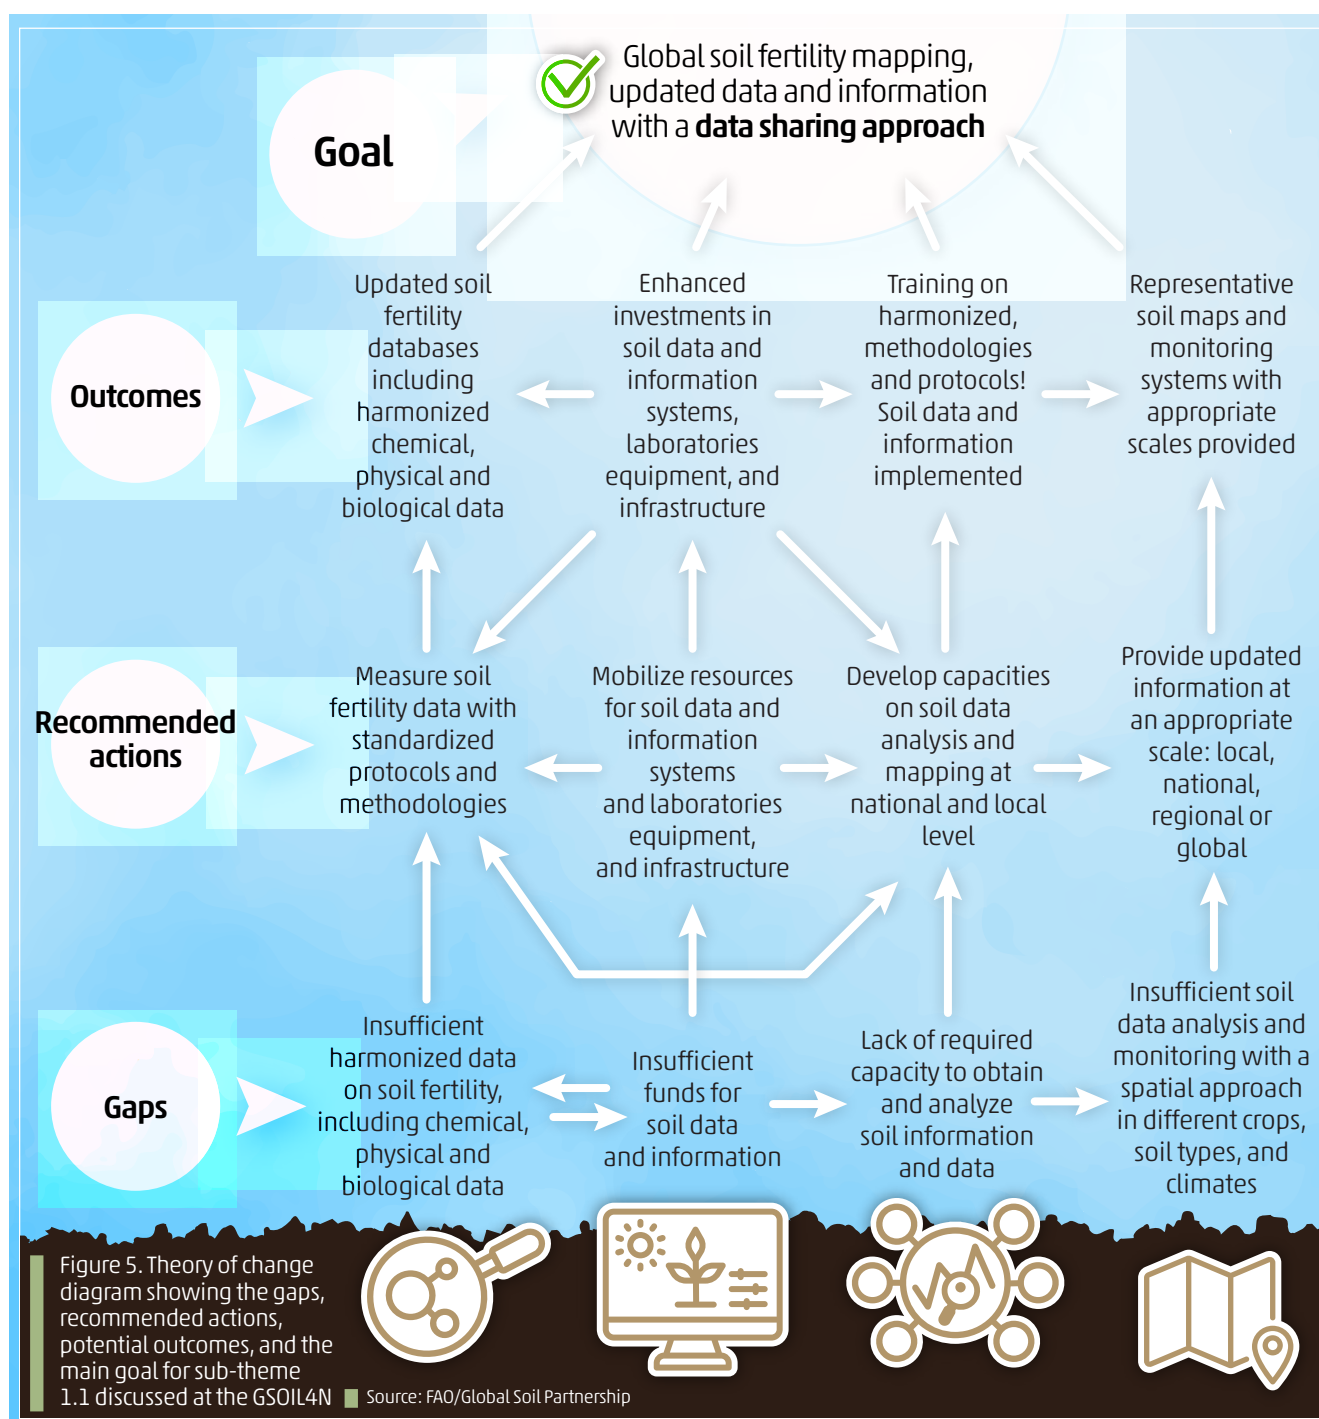 Global soil fertility mapping,
updated data and information
with a data sharing approach
Goal
Outcomes
Updated soil
fertility
databases
including
harmonized
chemical,
physical and
biological data
Enhanced
investments in
soil data and
information
systems,
laboratories
equipment, and
infrastructure
Training on
harmonized,
methodologies
and protocols!
Soil data and
information
implemented
Representative
soil maps and
monitoring
systems with
appropriate
scales provided
Recommended
actions
Measure soil
fertility data with
standardized
protocols and
methodologies
Mobilize resources
for soil data and
information
systems
and laboratories
equipment,
and infrastructure
Develop capacities
on soil data
analysis and
mapping at
national and local
level
Provide updated
information at
an appropriate
scale: local,
national,
regional or
global
Gaps
Insufficient
harmonized data
on soil fertility,
including chemical,
physical and
biological data
Insufficient
funds for
soil data
and information
Lack of required
capacity to obtain
and analyze
soil information
and data
Insufficient soil
data analysis and
monitoring with a
spatial approach
in different crops,
soil types, and
climates
Figure 5. Theory of change
diagram showing the gaps,
recommended actions,
potential outcomes, and the
main goal for sub-theme
1.1 discussed at the GSOIL4N
Source: FAO/Global Soil Partnership